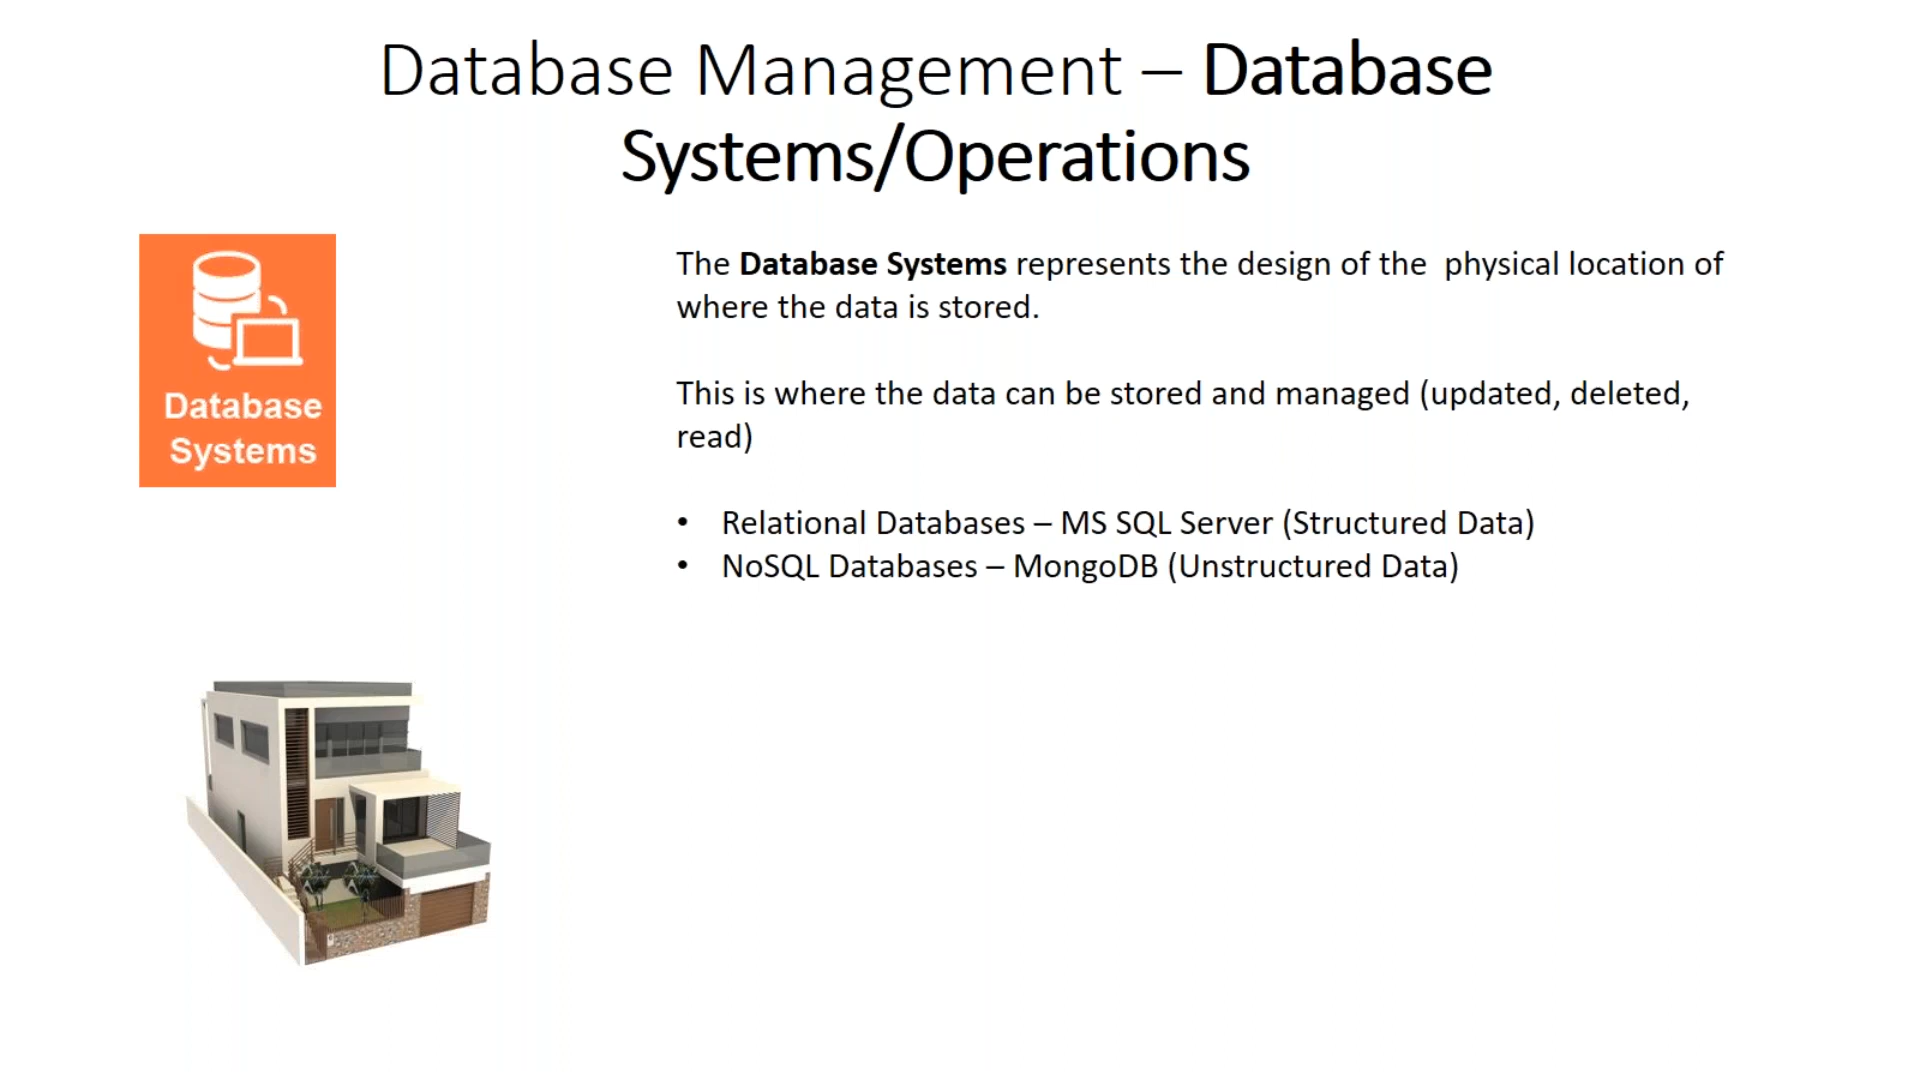 Database Management – Database
Systems/Operations
Database
Systems
The Database Systems represents the design of the  physical location of
where the data is stored.
This is where the data can be stored and managed (updated, deleted,
read)
• Relational Databases – MS SQL Server (Structured Data)
• NoSQL Databases – MongoDB (Unstructured Data)